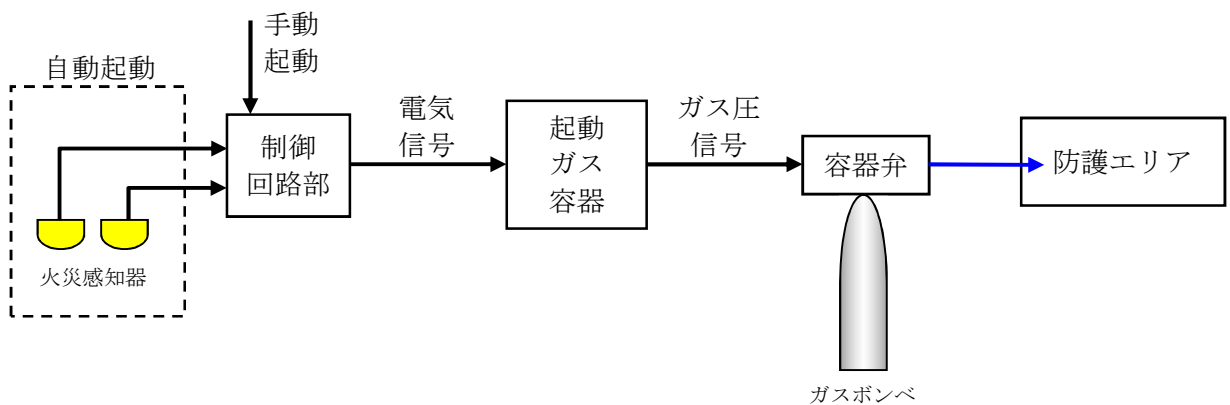 手動
起動
自動起動
火災感知器
制御
回路部
電気
信号
起動
ガス
容器
ガス圧
信号
容器弁
ガスボンベ
防護エリア